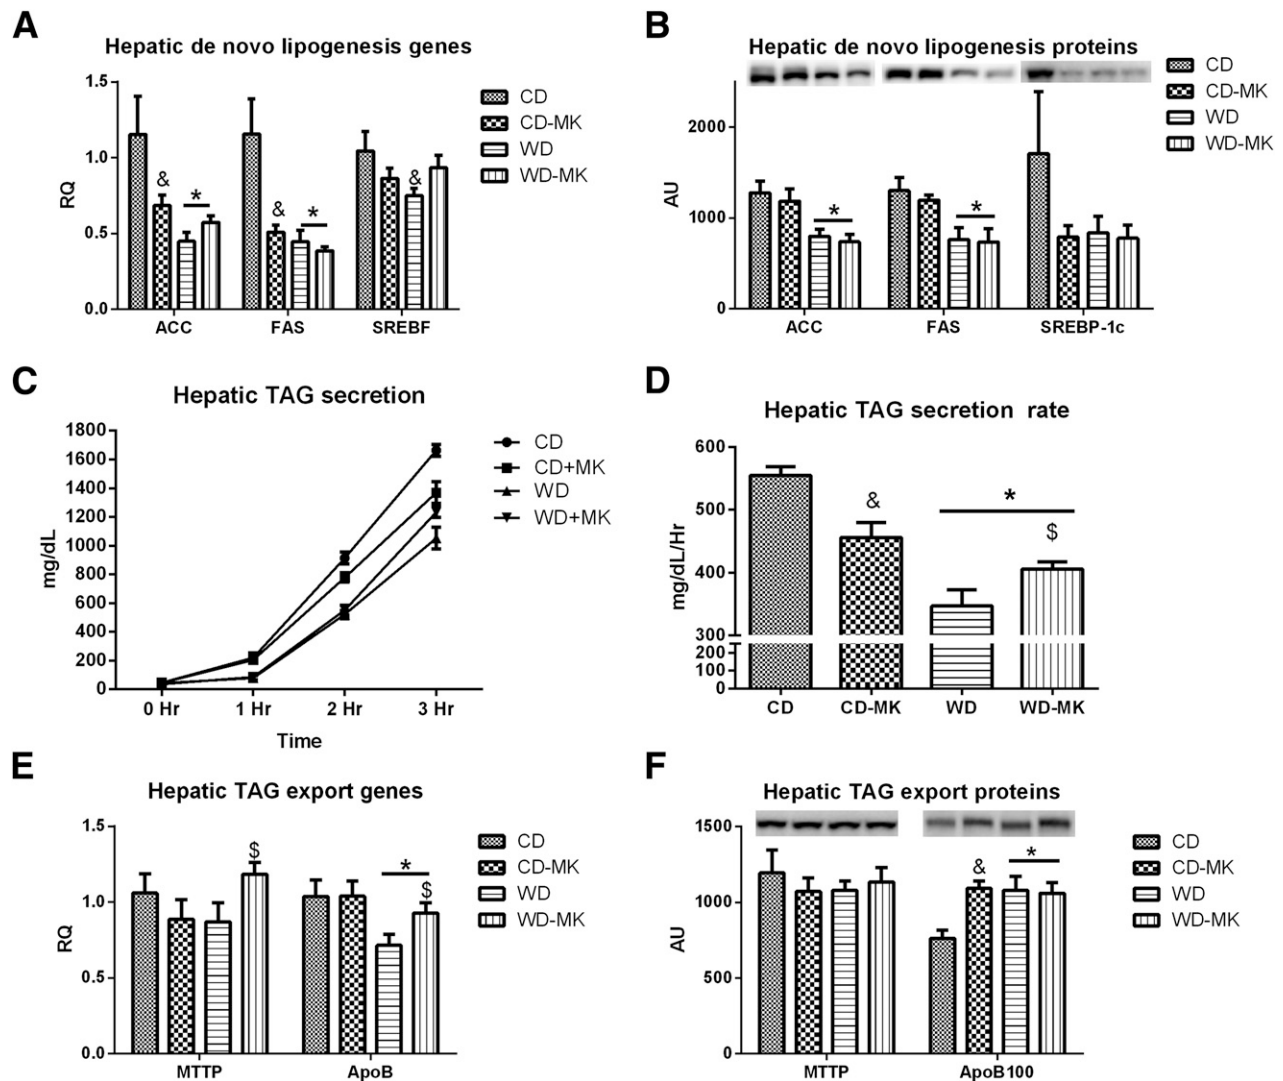 A
Hepatic de novo lipogenesis genes
RQ
1.5
1.0
0.5
0.0
& * & * &
ACC FAS SREBF
CD
CD-MK
WD
WD-MK
B
Hepatic de novo lipogenesis proteins
AU
2000
1000
0
* *
ACC FAS SREBP-1c
CD
CD-MK
WD
WD-MK
C
Hepatic TAG secretion
mg/dL
1800
1600
1400
1200
1000
800
600
400
200
0
0 Hr 1 Hr 2 Hr 3 Hr
Time
CD
CD+MK
WD
WD+MK
D
Hepatic TAG secretion rate
mg/dL/Hr
600
500
400
300
200
100
0
& * $
CD CD-MK WD WD-MK
E
Hepatic TAG export genes
RQ
1.5
1.0
0.5
0.0
$ * $
MTTP ApoB
CD
CD-MK
WD
WD-MK
F
Hepatic TAG export proteins
AU
1500
1000
500
0
& *
MTTP ApoB100
CD
CD-MK
WD
WD-MK